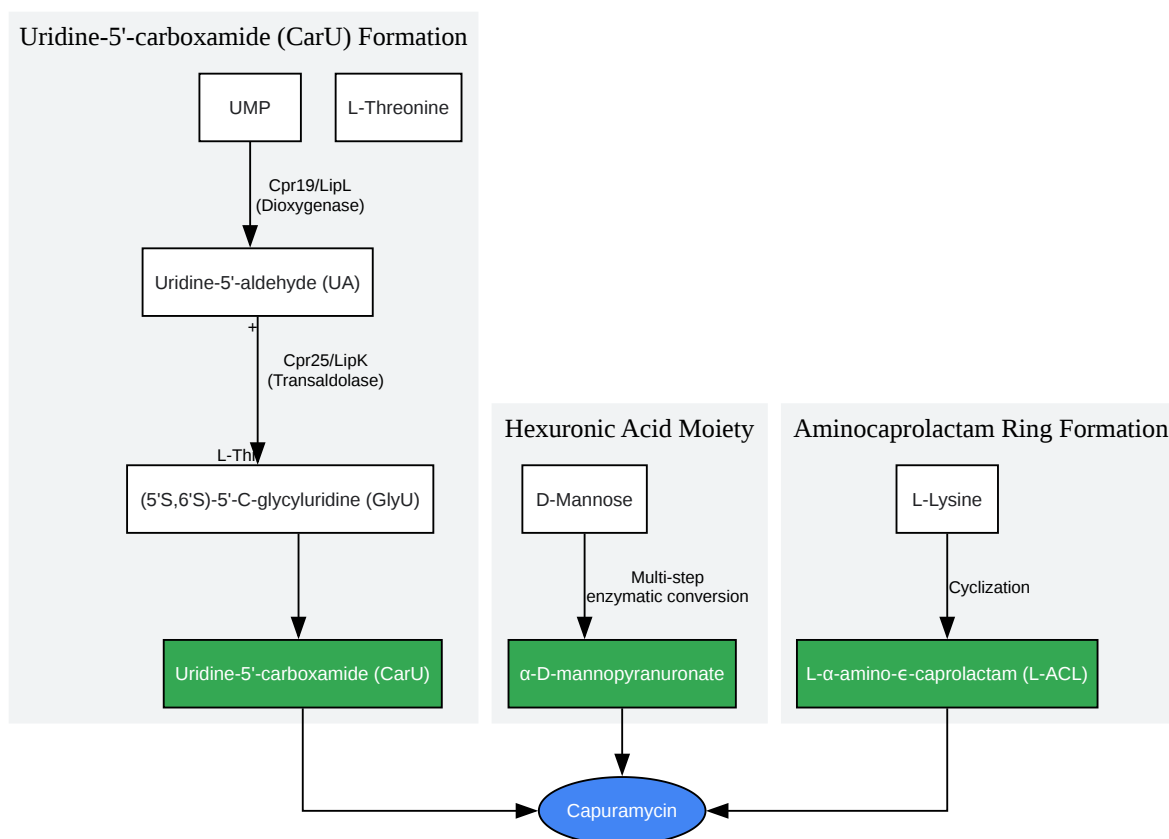 Uridine-5'-carboxamide (CarU) Formation
UMP
L-Threonine
Cpr19/LipL
(Dioxygenase)
Uridine-5'-aldehyde (UA)
+
Cpr25/LipK
(Transaldolase)
L-Thr
(5'S,6'S)-5'-C-glycyluridine (GlyU)
Uridine-5'-carboxamide (CarU)
Hexuronic Acid Moiety
D-Mannose
Multi-step
enzymatic conversion
α-D-mannopyranuronate
Aminocaprolactam Ring Formation
L-Lysine
Cyclization
L-α-amino-ϵ-caprolactam (L-ACL)
Capuramycin